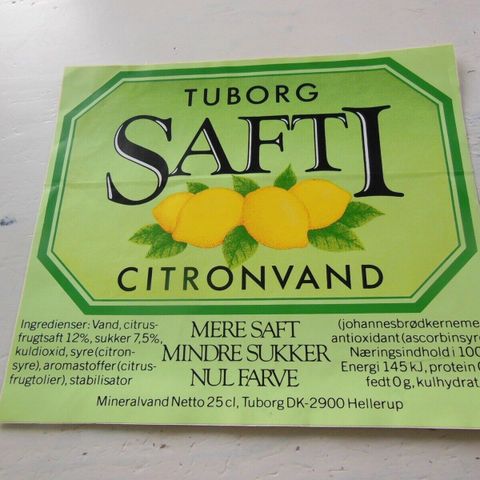 TUBORG
SAFTI
CITRONVAND
Ingredienser: Vand, citrus-
frugtsaft 12%, sukker 7,5%,
kuldioxid, syre (citron-
syre), aromastoffer (citrus-
frugtolier), stabilisator
MERE SAFT
MINDRE SUKKER
NUL FARVE
(johannesbrødkerneme
antioxidant (ascorbinsyre
Næringsindhold i 100
Energi 145 kJ, protein 0
fedt 0 g, kulhydrat
Mineralvand Netto 25 cl, Tuborg DK-2900 Hellerup